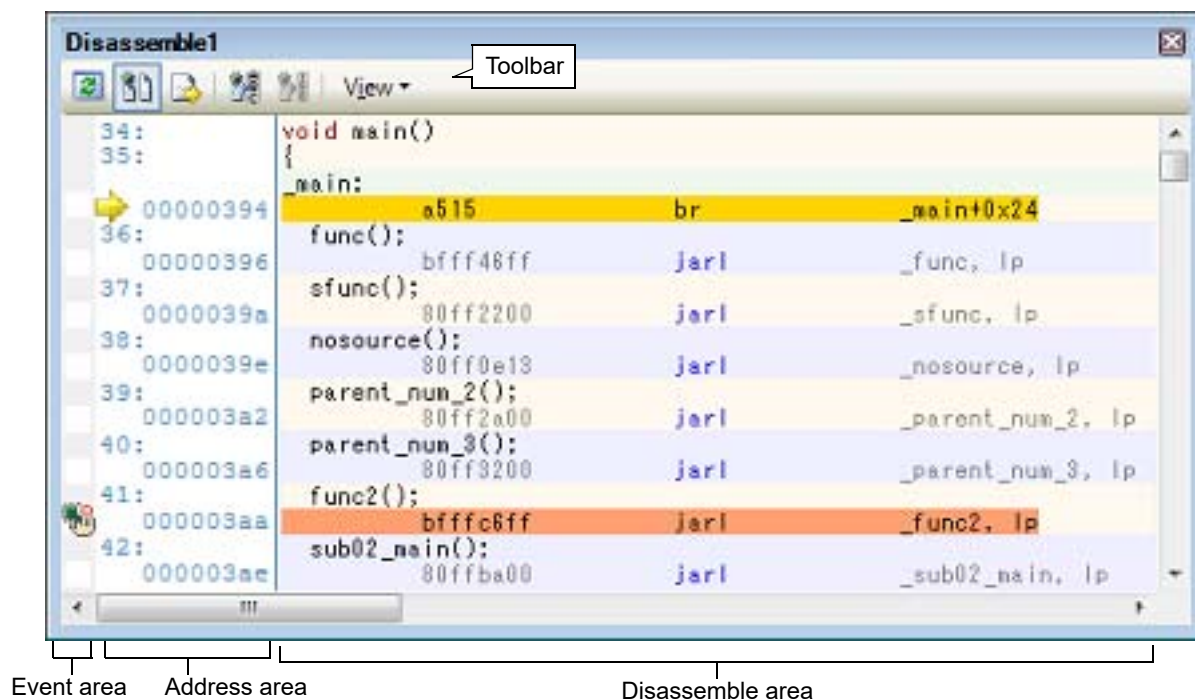 Disassemble1
View
Toolbar
34: void main()
35: {
_main:
00000394 a515 br _main+0x24
36: func();
00000396 bfff46ff jarl _func, lp
37: sfunc();
0000039a 80ff2200 jarl _sfunc, lp
38: nosource();
0000039e 80ff0e13 jarl _nosource, lp
39: parent_num_2();
000003a2 80ff2a00 jarl _parent_num_2, lp
40: parent_num_3();
000003a6 80ff3200 jarl _parent_num_3, lp
41: func2();
000003aa bfffc6ff jarl _func2, lp
42: sub02_main();
000003ae 80ffba00 jarl _sub02_main, lp
Event area Address area Disassemble area